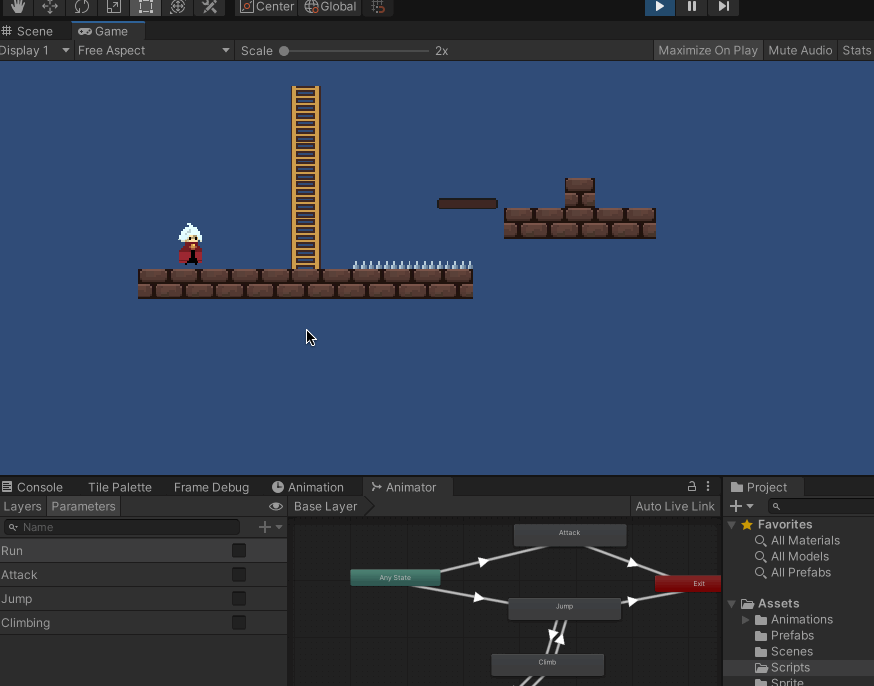 Center Global
Scene Game
Display 1 Free Aspect Scale 2x Maximize On Play Mute Audio Stats
Console Tile Palette Frame Debug Animation Animator Project
Layers Parameters Base Layer Auto Live Link
Name
Run
Attack
Jump
Climbing
Attack
Any State
Exit
Jump
Climb
Favorites
All Materials
All Models
All Prefabs
Assets
Animations
Prefabs
Scenes
Scripts
Sprite